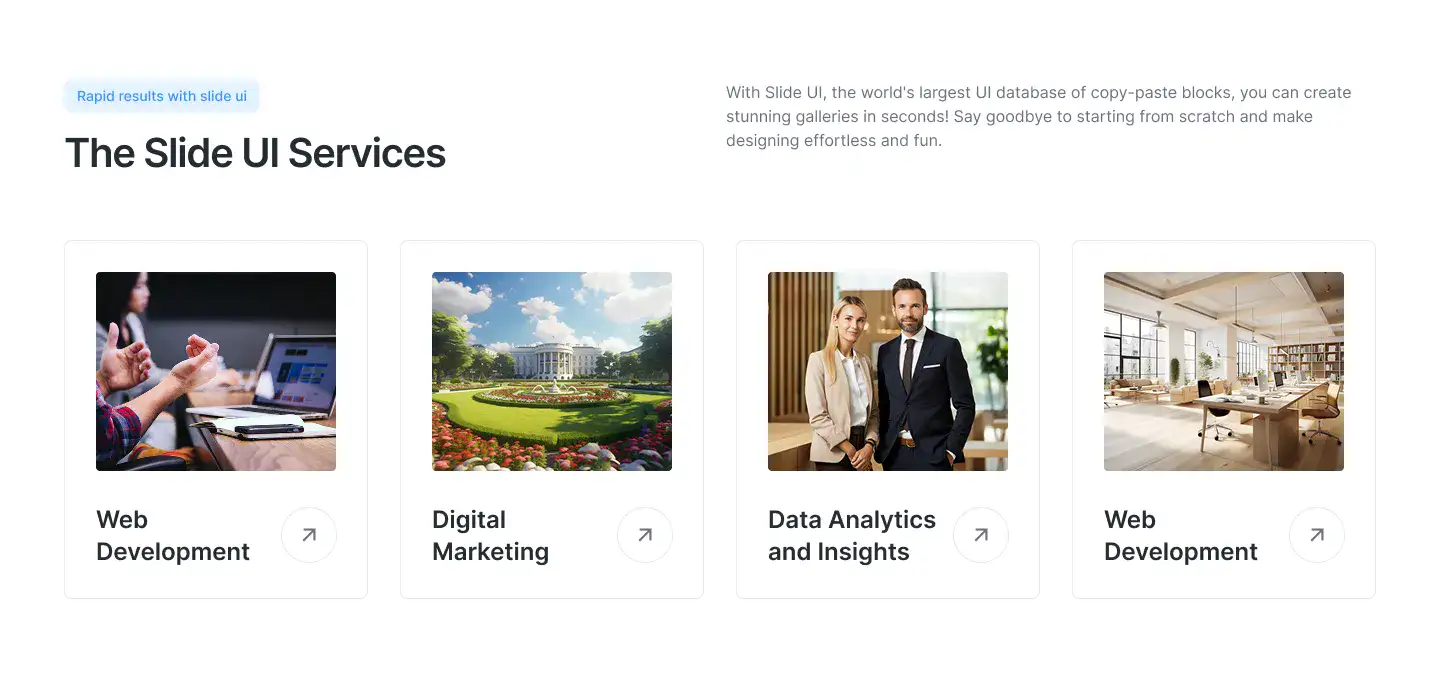 Rapid results with slide ui
The Slide UI Services
With Slide UI, the world's largest UI database of copy-paste blocks, you can create
stunning galleries in seconds! Say goodbye to starting from scratch and make
designing effortless and fun.
Web
Development
Digital
Marketing
Data Analytics
and Insights
Web
Development